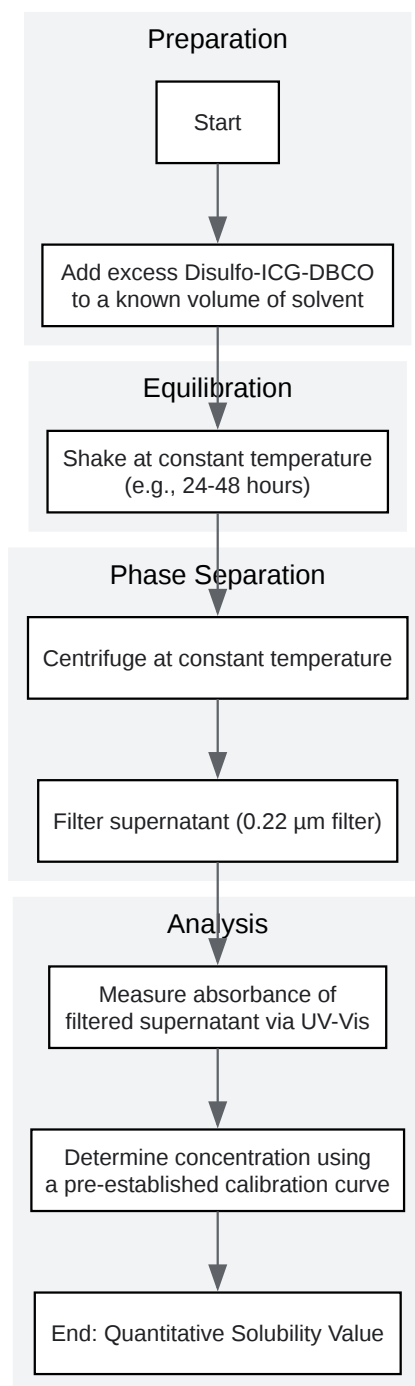 Preparation
Start
Add excess Disulfo-ICG-DBCO
to a known volume of solvent
Equilibration
Shake at constant temperature
(e.g., 24-48 hours)
Phase Separation
Centrifuge at constant temperature
Filter supernatant (0.22 µm filter)
Analysis
Measure absorbance of
filtered supernatant via UV-Vis
Determine concentration using
a pre-established calibration curve
End: Quantitative Solubility Value